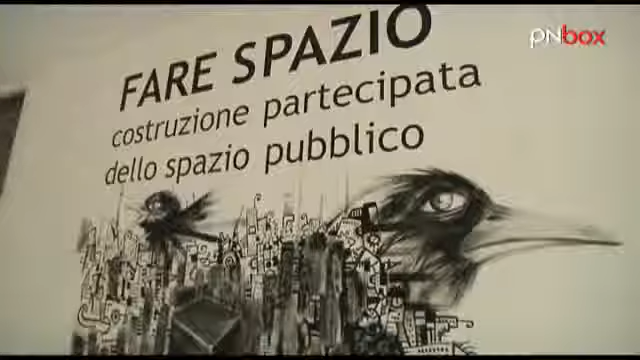 pnbox
FARE SPAZIO
costruzione partecipata
dello spazio pubblico